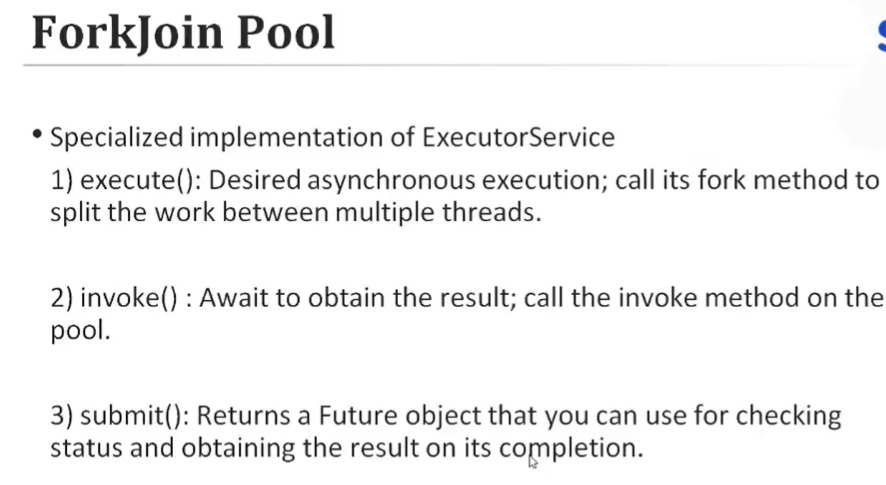 ForkJoin Pool
• Specialized implementation of ExecutorService
1) execute(): Desired asynchronous execution; call its fork method to
split the work between multiple threads.
2) invoke() : Await to obtain the result; call the invoke method on the
pool.
3) submit(): Returns a Future object that you can use for checking
status and obtaining the result on its completion.